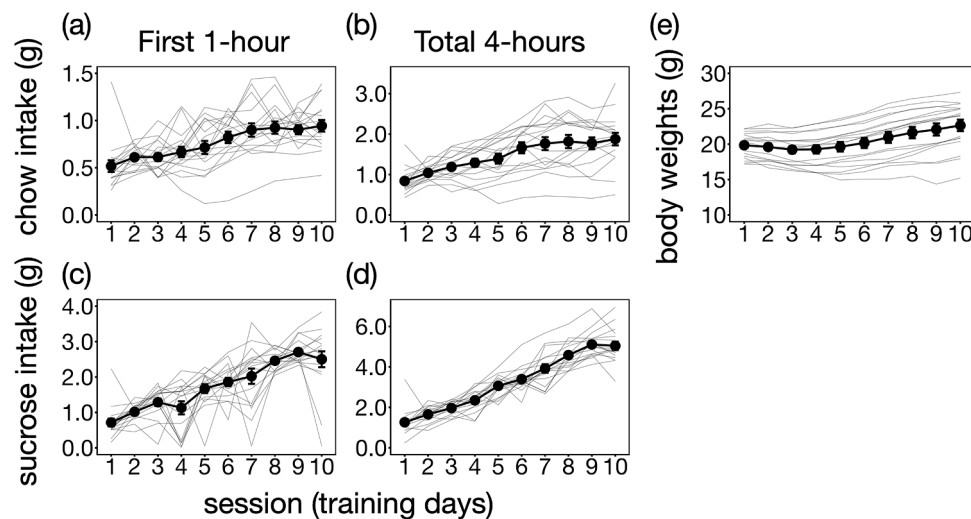 (a)
First 1-hour
(b)
Total 4-hours
(e)
chow intake (g)
1.5
1.0
0.5
0.0
1 2 3 4 5 6 7 8 9 10
3.0
2.0
1.0
0.0
1 2 3 4 5 6 7 8 9 10
body weights (g)
30
25
20
15
10
1 2 3 4 5 6 7 8 9 10
(c)
(d)
sucrose intake (g)
4.0
3.0
2.0
1.0
0.0
1 2 3 4 5 6 7 8 9 10
6.0
4.0
2.0
0.0
1 2 3 4 5 6 7 8 9 10
session (training days)